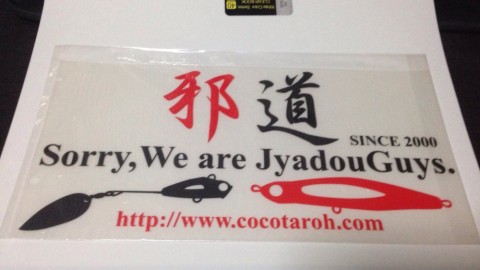 邪道
SINCE 2000
Sorry,We are JyadouGuys.
http://www.cocotaroh.com